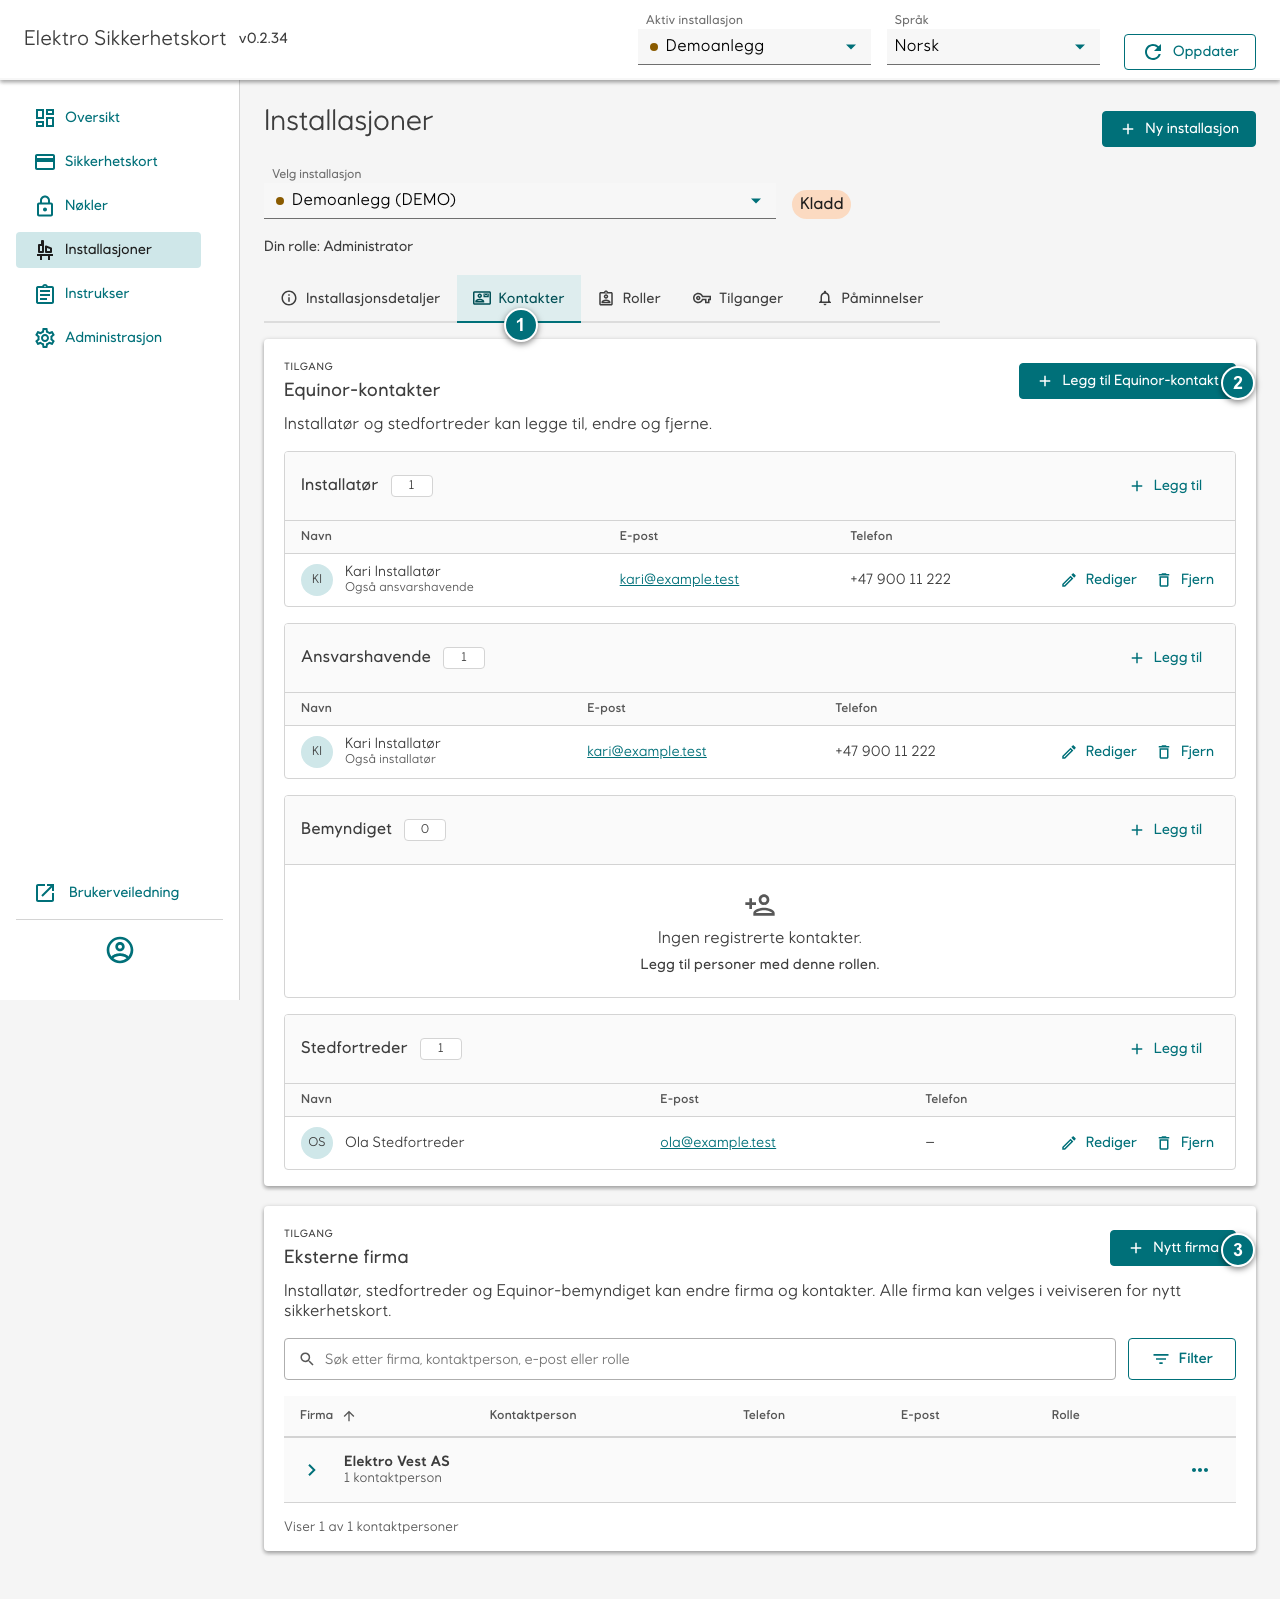 Elektro Sikkerhetskort v0.2.34
Aktiv installasjon
Demoanlegg
Språk
Norsk
Oppdater
Oversikt
Sikkerhetskort
Nøkler
Installasjoner
Instrukser
Administrasjon
Brukerveiledning
Installasjoner
Ny installasjon
Velg installasjon
Demoanlegg (DEMO)
Kladd
Din rolle: Administrator
Installasjonsdetaljer Kontakter Roller Tilganger Påminnelser
1
TILGANG
Equinor-kontakter
Legg til Equinor-kontakt
2
Installatør og stedfortreder kan legge til, endre og fjerne.
Installatør 1 Legg til
Navn E-post Telefon
KI Kari Installatør kari@example.test +47 900 11 222 Rediger Fjern
Også ansvarshavende
Ansvarshavende 1 Legg til
Navn E-post Telefon
KI Kari Installatør kari@example.test +47 900 11 222 Rediger Fjern
Også installatør
Bemyndiget 0 Legg til
Ingen registrerte kontakter.
Legg til personer med denne rollen.
Stedfortreder 1 Legg til
Navn E-post Telefon
OS Ola Stedfortreder ola@example.test – Rediger Fjern
TILGANG
Eksterne firma
Nytt firma
3
Installatør, stedfortreder og Equinor-bemyndiget kan endre firma og kontakter. Alle firma kan velges i veiviseren for nytt
sikkerhetskort.
Søk etter firma, kontaktperson, e-post eller rolle
Filter
Firma Kontaktperson Telefon E-post Rolle
Elektro Vest AS
1 kontaktperson
Viser 1 av 1 kontaktpersoner